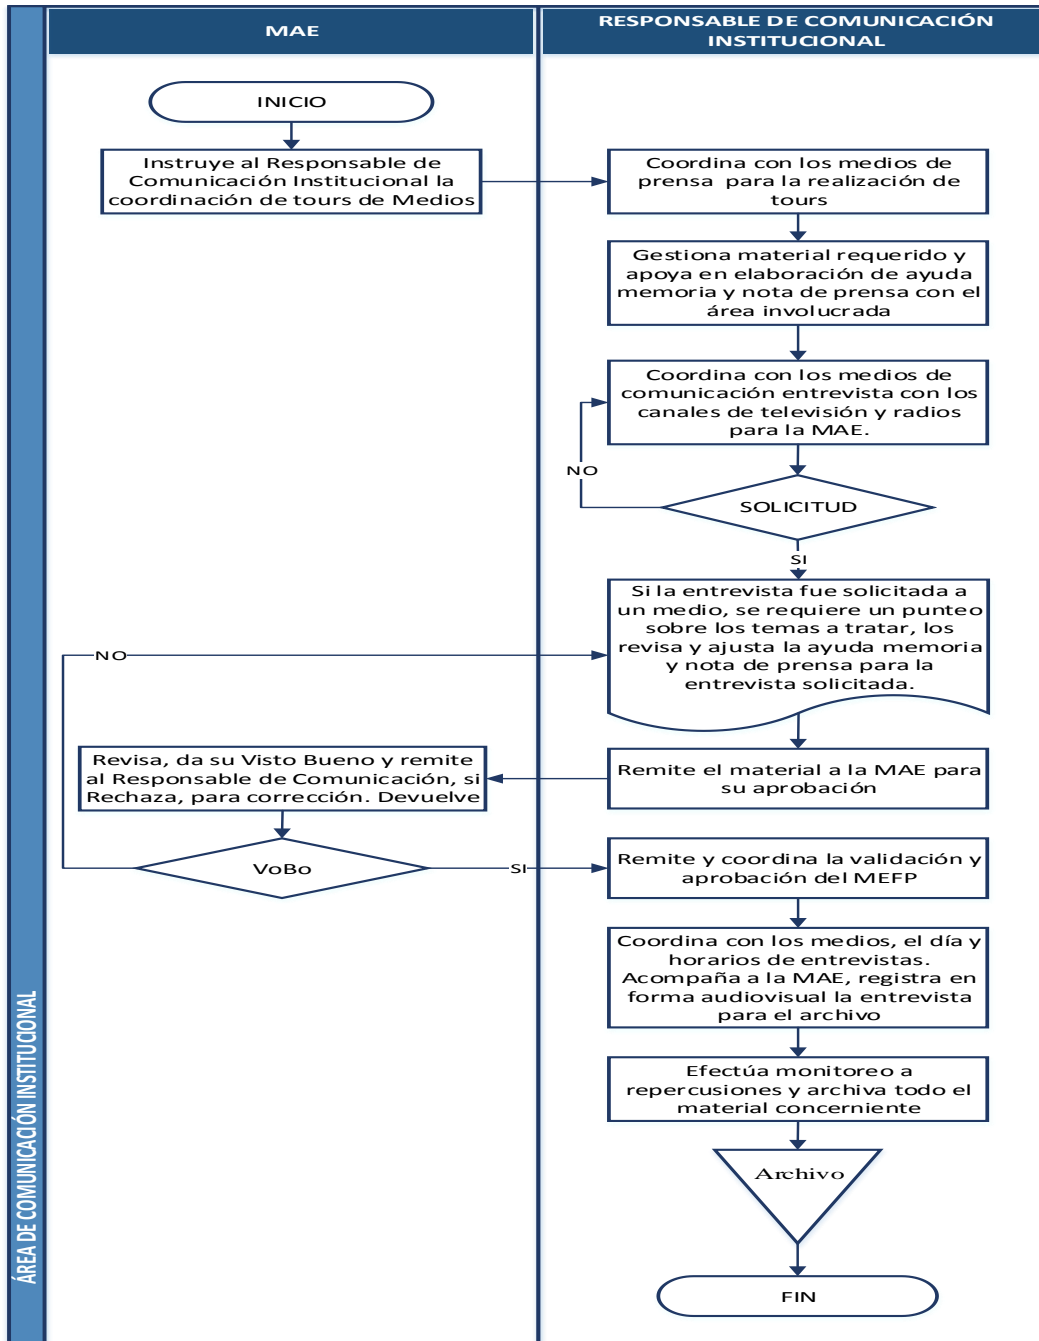 MAE
RESPONSABLE DE COMUNICACIÓN
INSTITUCIONAL
INICIO
Instruye al Responsable de
Comunicación Institucional la
coordinación de tours de Medios
Coordina con los medios de
prensa para la realización de
tours
Gestiona material requerido y
apoya en elaboración de ayuda
memoria y nota de prensa con el
área involucrada
Coordina con los medios de
comunicación entrevista con los
canales de televisión y radios
para la MAE.
NO
SOLICITUD
SI
Si la entrevista fue solicitada a
un medio, se requiere un punteo
sobre los temas a tratar, los
revisa y ajusta la ayuda memoria
y nota de prensa para la
entrevista solicitada.
NO
Revisa, da su Visto Bueno y remite
al Responsable de Comunicación, si
Rechaza, para corrección. Devuelve
Remite el material a la MAE para
su aprobación
VoBo
SI
Remite y coordina la validación y
aprobación del MEFP
Coordina con los medios, el día y
horarios de entrevistas.
Acompaña a la MAE, registra en
forma audiovisual la entrevista
para el archivo
Efectúa monitoreo a
repercusiones y archiva todo el
material concerniente
Archivo
FIN
ÁREA DE COMUNICACIÓN INSTITUCIONAL